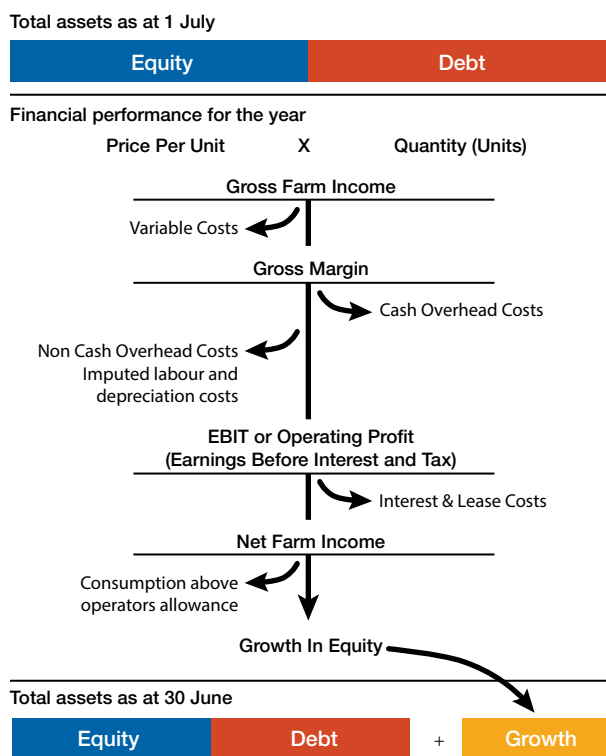 Total assets as at 1 July
Equity Debt
Financial performance for the year
Price Per Unit X Quantity (Units)
Gross Farm Income
Variable Costs
Gross Margin
Cash Overhead Costs
Non Cash Overhead Costs
Imputed labour and
depreciation costs
EBIT or Operating Profit
(Earnings Before Interest and Tax)
Interest & Lease Costs
Net Farm Income
Consumption above
operators allowance
Growth In Equity
Total assets as at 30 June
Equity Debt + Growth